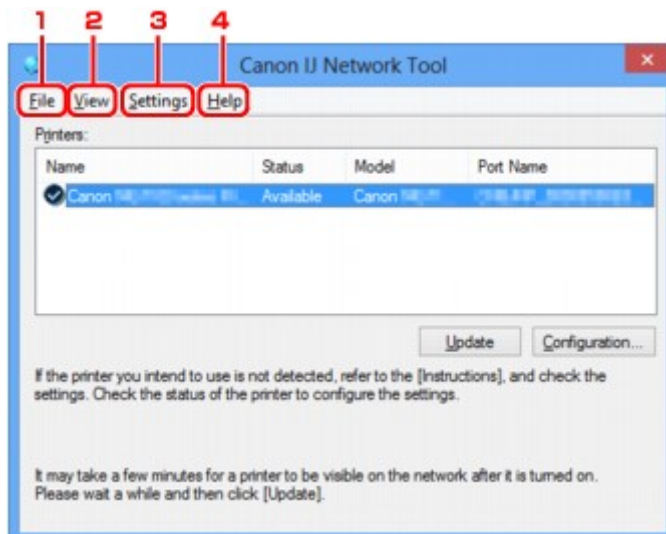 1 2 3 4
Canon IJ Network Tool
File View Settings Help
Printers:
Name Status Model Port Name
Canon Available Canon
Update Configuration...
If the printer you intend to use is not detected, refer to the [Instructions], and check the
settings. Check the status of the printer to configure the settings.
It may take a few minutes for a printer to be visible on the network after it is turned on.
Please wait a while and then click [Update].